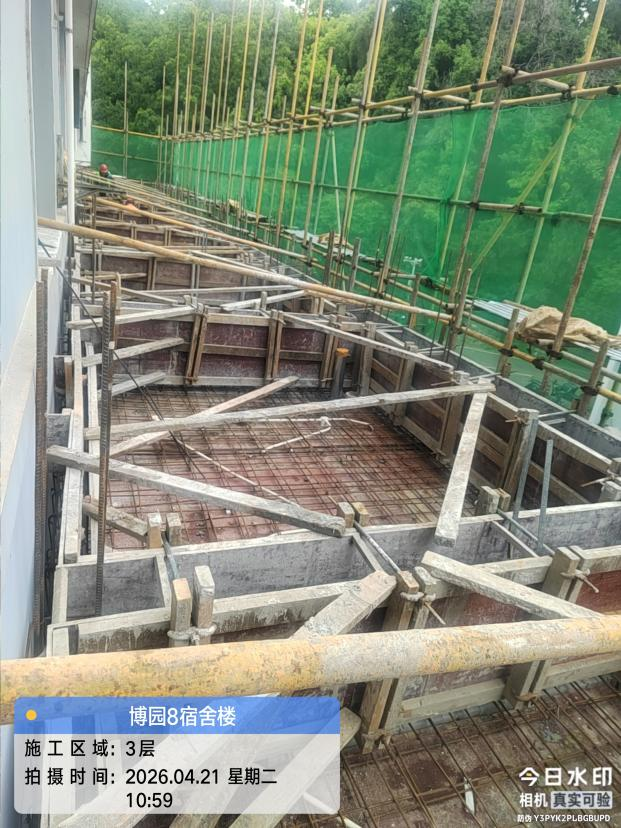 博园8宿舍楼
施工区域：3层
拍摄时间：2026.04.21 星期二
10:59
今日水印
相机 真实可验
防伪 Y3PYK2PLBGBUPD